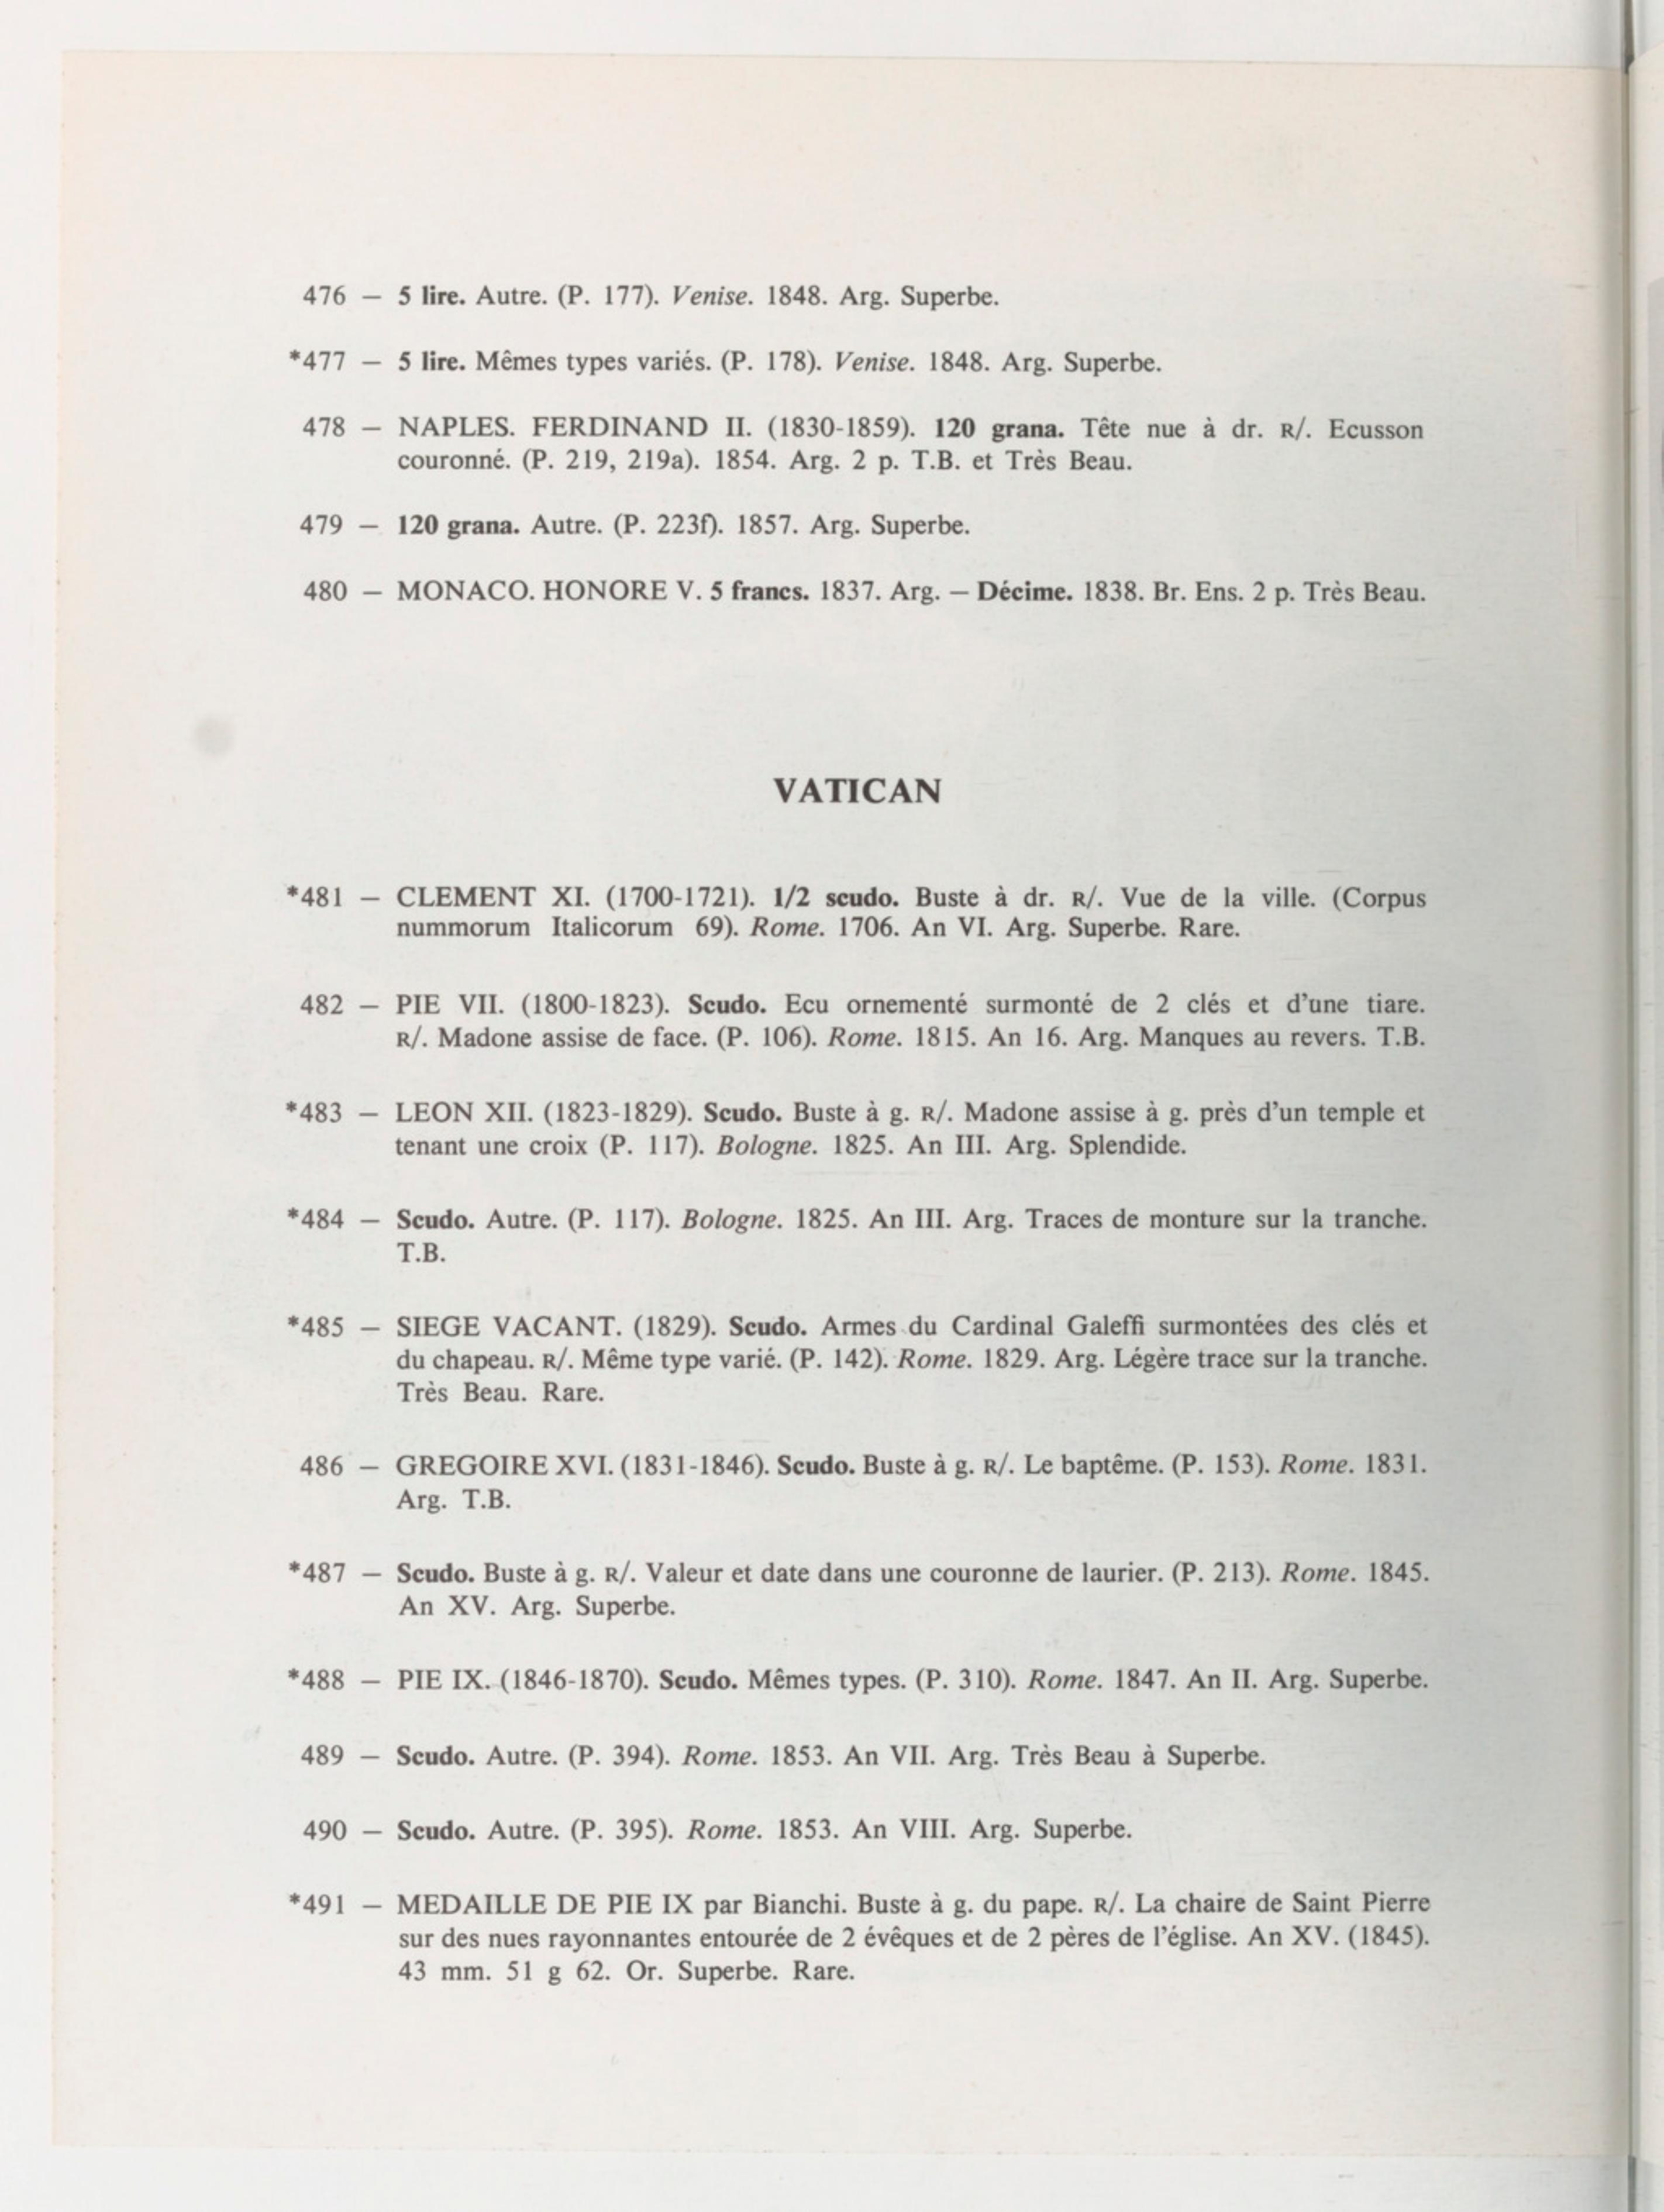 476 — 5 lire. Autre. (P. 177). Venise. 1848. Arg. Superbe.
*477 — 5 lire. Mêmes types variés. (P. 178). Venise. 1848. Arg. Superbe.
478 — NAPLES. FERDINAND II. (1830-1859). 120 grana. Tête nue à dr. R/. Ecusson
couronné. (P. 219, 219a). 1854. Arg. 2 p. T.B. et Très Beau.
479 — 120 grana. Autre. (P. 223f). 1857. Arg. Superbe.
480 — MONACO. HONORE V. 5 francs. 1837. Arg. — Décime. 1838. Br. Ens. 2 p. Très Beau.
VATICAN
*481 — CLEMENT XI. (1700-1721). 1/2 scudo. Buste à dr. R/. Vue de la ville. (Corpus
nummorum Italicorum 69). Rome. 1706. An VI. Arg. Superbe. Rare.
482 — PIE VII. (1800-1823). Scudo. Ecu ornementé surmonté de 2 clés et d'une tiare.
R/. Madone assise de face. (P. 106). Rome. 1815. An 16. Arg. Manques au revers. T.B.
*483 — LEON XII. (1823-1829). Scudo. Buste à g. R/. Madone assise à g. près d'un temple et
tenant une croix (P. 117). Bologne. 1825. An III. Arg. Splendide.
*484 — Scudo. Autre. (P. 117). Bologne. 1825. An III. Arg. Traces de monture sur la tranche.
T.B.
*485 — SIEGE VACANT. (1829). Scudo. Armes du Cardinal Galeffi surmontées des clés et
du chapeau. R/. Même type varié. (P. 142). Rome. 1829. Arg. Légère trace sur la tranche.
Très Beau. Rare.
486 — GREGOIRE XVI. (1831-1846). Scudo. Buste à g. R/. Le baptême. (P. 153). Rome. 1831.
Arg. T.B.
*487 — Scudo. Buste à g. R/. Valeur et date dans une couronne de laurier. (P. 213). Rome. 1845.
An XV. Arg. Superbe.
*488 — PIE IX. (1846-1870). Scudo. Mêmes types. (P. 310). Rome. 1847. An II. Arg. Superbe.
489 — Scudo. Autre. (P. 394). Rome. 1853. An VII. Arg. Très Beau à Superbe.
490 — Scudo. Autre. (P. 395). Rome. 1853. An VIII. Arg. Superbe.
*491 — MEDAILLE DE PIE IX par Bianchi. Buste à g. du pape. R/. La chaire de Saint Pierre
sur des nues rayonnantes entourée de 2 évêques et de 2 pères de l'église. An XV. (1845).
43 mm. 51 g 62. Or. Superbe. Rare.